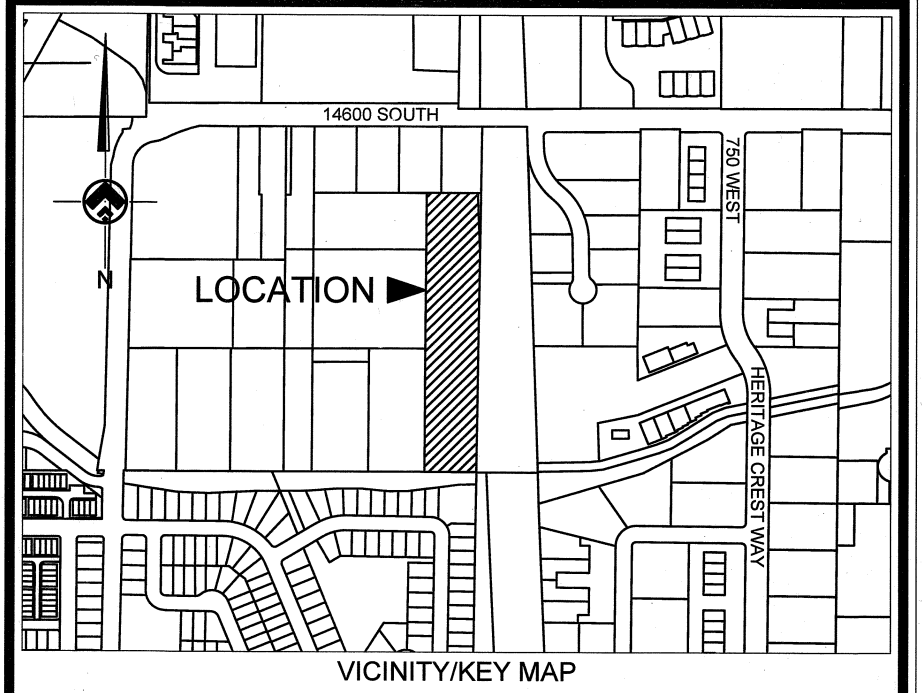 14600 SOUTH
750 WEST
N
LOCATION
HERITAGE CREST WAY
VICINITY/KEY MAP